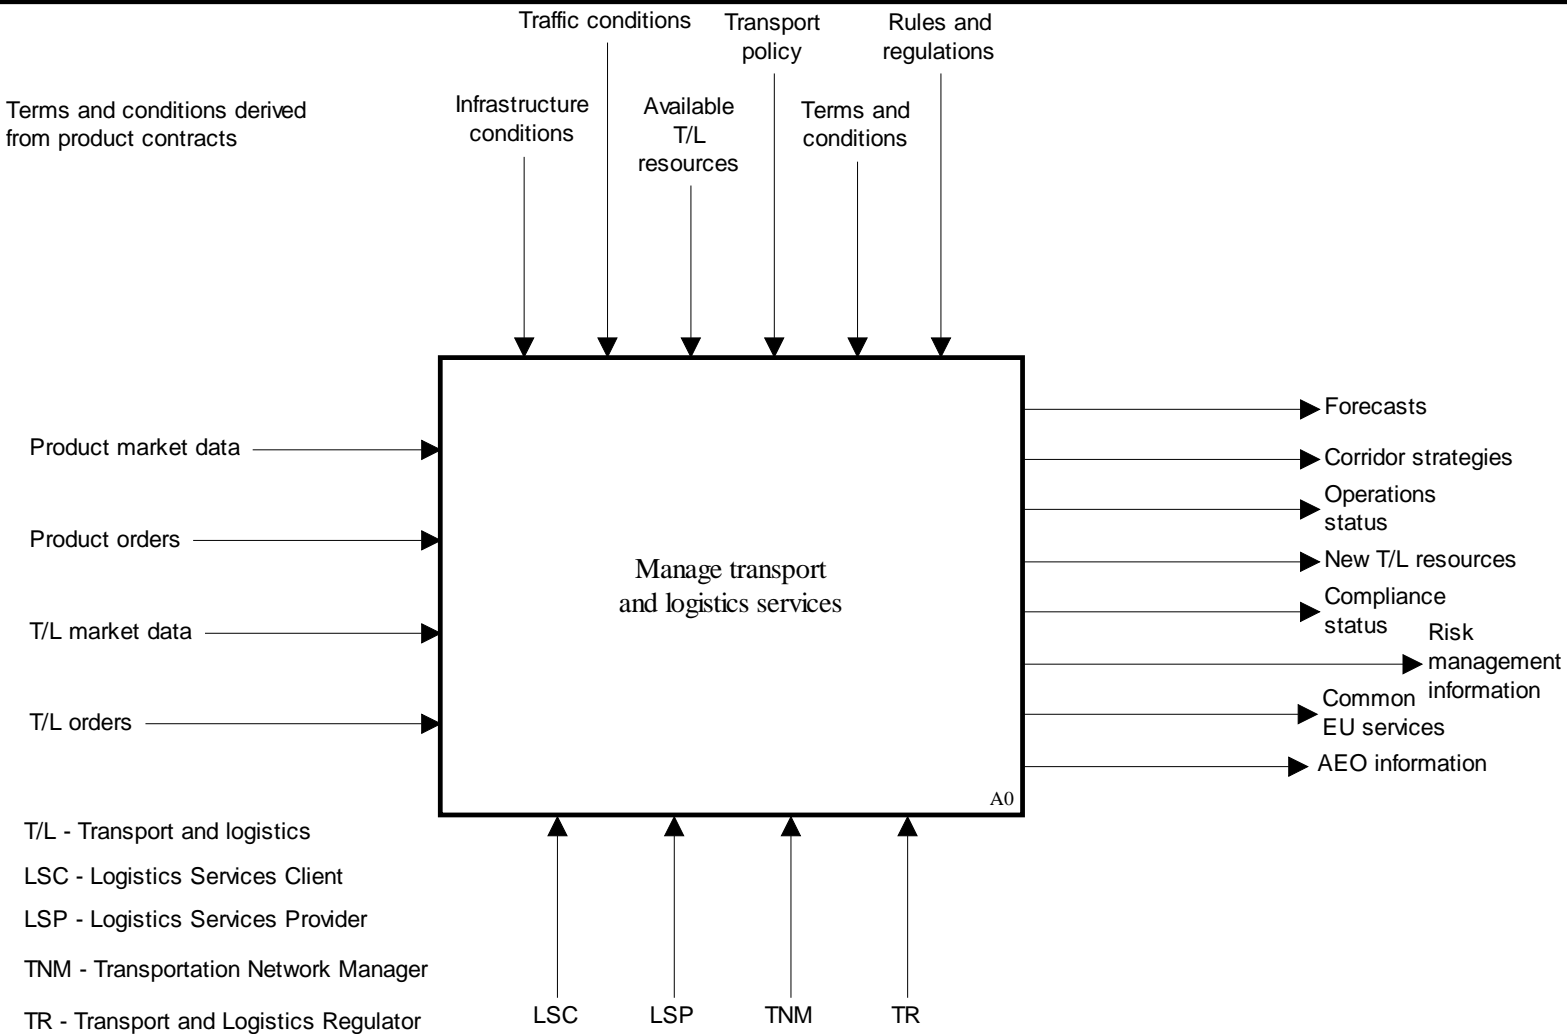 Traffic conditions
Transport
policy
Rules and
regulations
Terms and conditions derived
from product contracts
Infrastructure
conditions
Available
T/L
resources
Terms and
conditions
Product market data
Product orders
T/L market data
T/L orders
Manage transport
and logistics services
A0
Forecasts
Corridor strategies
Operations
status
New T/L resources
Compliance
status
Risk
management
information
Common
EU services
AEO information
T/L - Transport and logistics
LSC - Logistics Services Client
LSP - Logistics Services Provider
TNM - Transportation Network Manager
TR - Transport and Logistics Regulator
LSC
LSP
TNM
TR